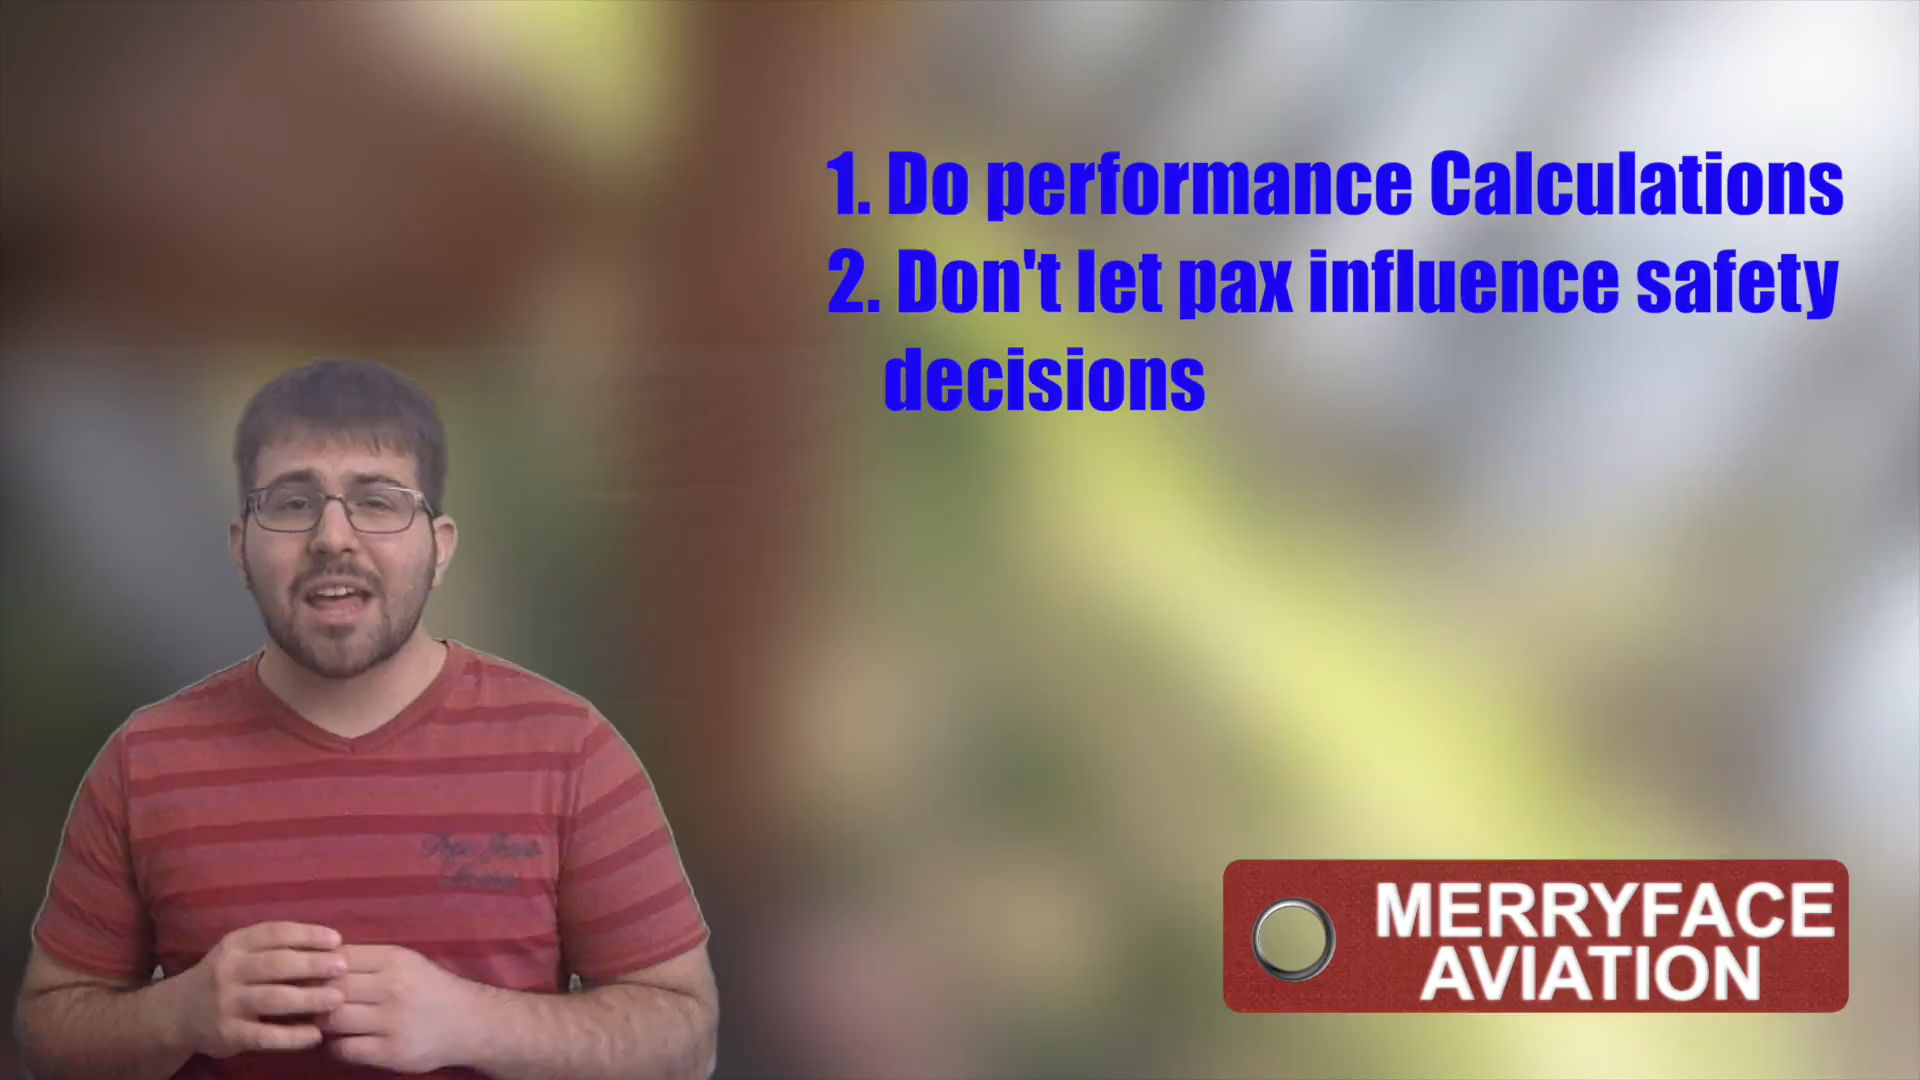 1. Do performance Calculations
2. Don't let pax influence safety
decisions
MERRYFACE
AVIATION